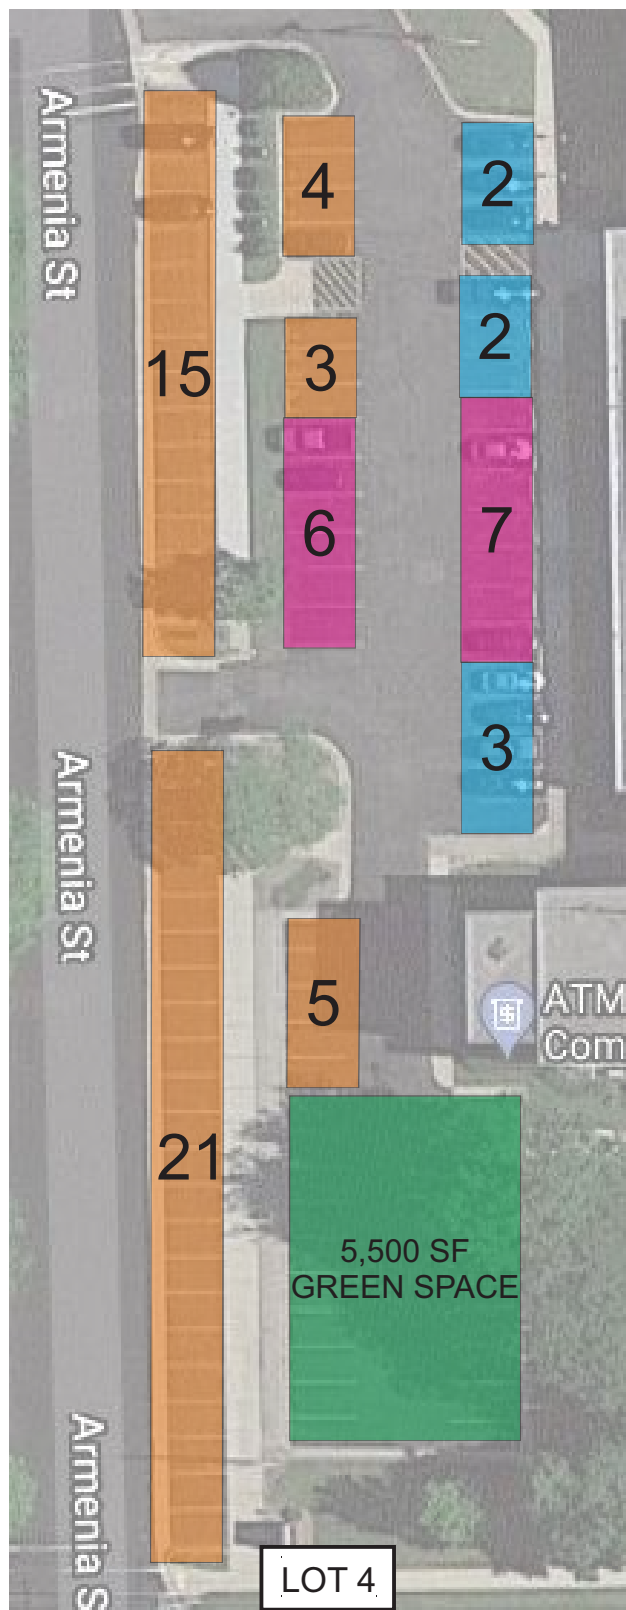 Armenia St
4
2
15
3
2
6
7
3
Armenia St
5
ATM
Com
21
5,500 SF
GREEN SPACE
Armenia S
LOT 4